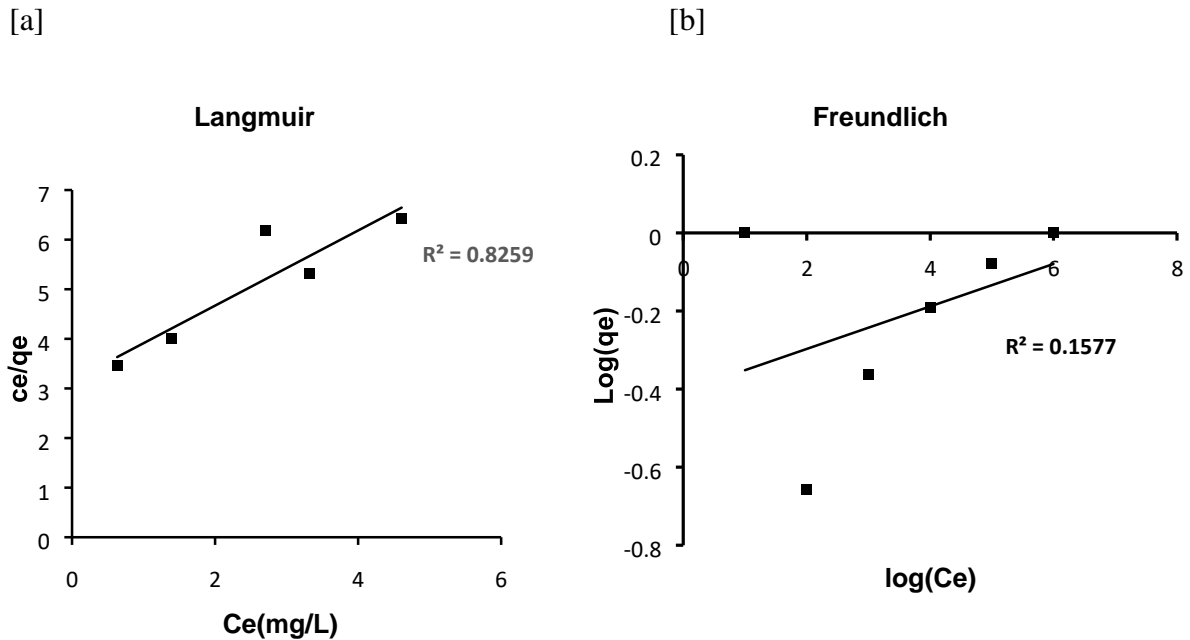 [a]
Langmuir
7
6
5
4
3
2
1
0
0 2 4 6
ce/qe
Ce(mg/L)
R² = 0.8259
[b]
Freundlich
0.2
0
-0.2
-0.4
-0.6
-0.8
0 2 4 6 8
Log(qe)
log(Ce)
R² = 0.1577